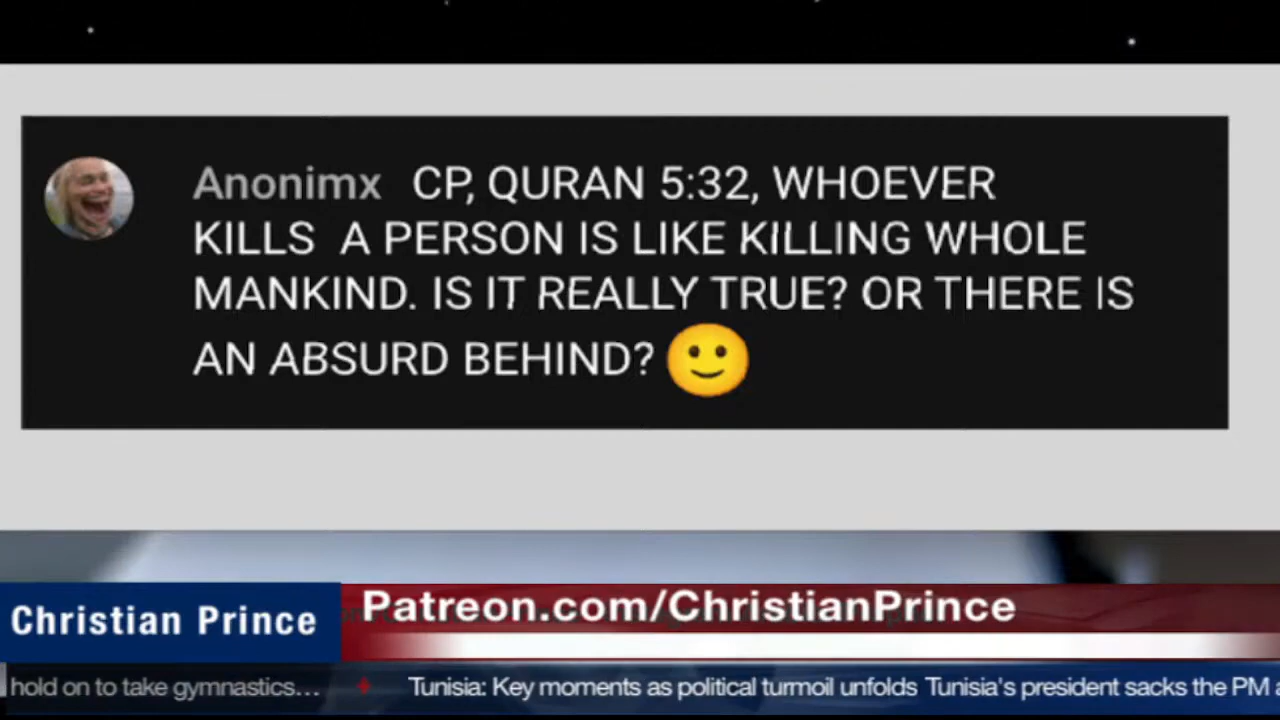 Anonimx CP, QURAN 5:32, WHOEVER
KILLS A PERSON IS LIKE KILLING WHOLE
MANKIND. IS IT REALLY TRUE? OR THERE IS
AN ABSURD BEHIND? 🙂
Christian Prince
Patreon.com/ChristianPrince
hold on to take gymnastics... ♦ Tunisia: Key moments as political turmoil unfolds Tunisia's president sacks the PM a